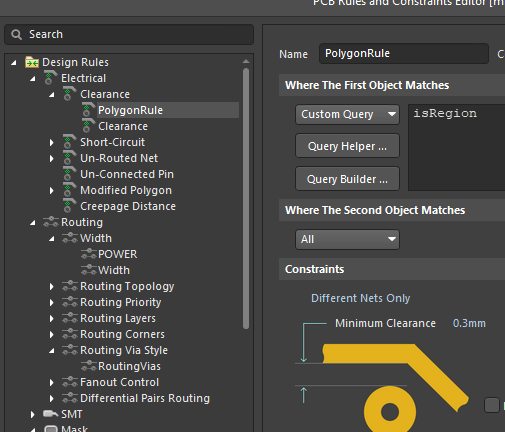 PCB Rules and Constraints Editor [m
Search
Design Rules
Electrical
Clearance
PolygonRule
Clearance
Short-Circuit
Un-Routed Net
Un-Connected Pin
Modified Polygon
Creepage Distance
Routing
Width
POWER
Width
Routing Topology
Routing Priority
Routing Layers
Routing Corners
Routing Via Style
RoutingVias
Fanout Control
Differential Pairs Routing
SMT
Mask
Name PolygonRule C
Where The First Object Matches
Custom Query isRegion
Query Helper ...
Query Builder ...
Where The Second Object Matches
All
Constraints
Different Nets Only
Minimum Clearance 0.3mm